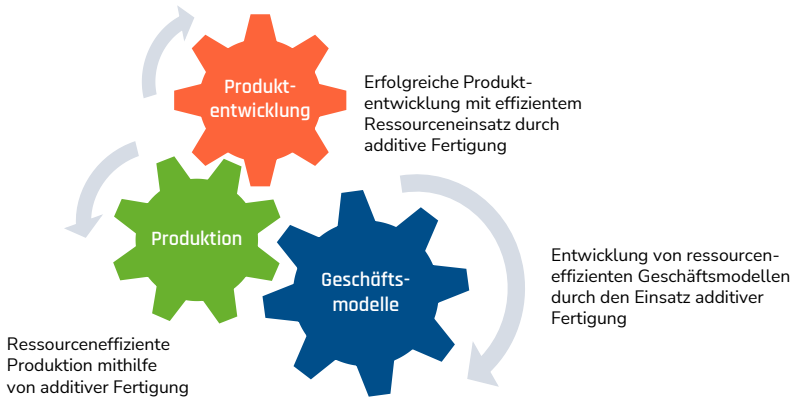 Produkt-
entwicklung
Erfolgreiche Produkt-
entwicklung mit effizientem
Ressourceneinsatz durch
additive Fertigung
Produktion
Geschäfts-
modelle
Entwicklung von ressourcen-
effizienten Geschäftsmodellen
durch den Einsatz additiver
Fertigung
Ressourceneffiziente
Produktion mithilfe
von additiver Fertigung